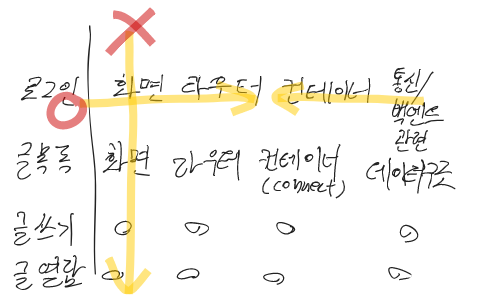 로그인 화면 라우터 컨테이너 통신/
백엔드
관련
글목록 화면 라우터 컨테이너 데이터구조
(connect)
글쓰기
글 열람